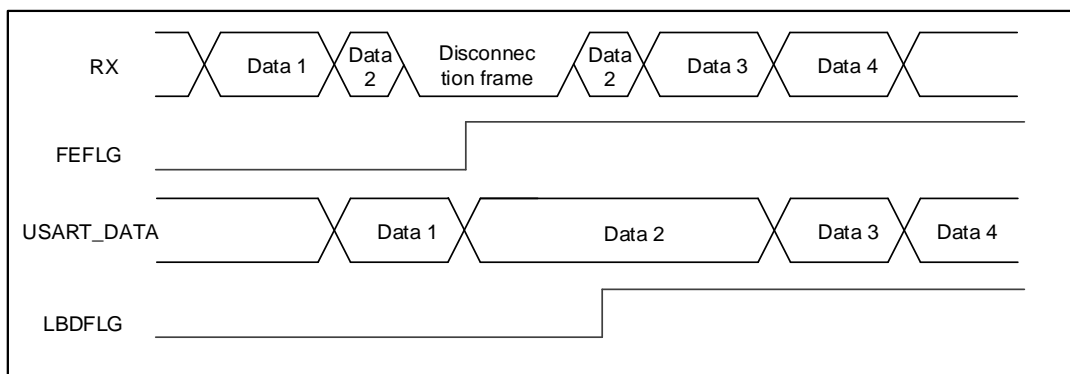 RX
Data 1
Data
2
Disconnec
tion frame
Data
2
Data 3
Data 4
FEFLG
USART_DATA
Data 1
Data 2
Data 3
Data 4
LBDFLG